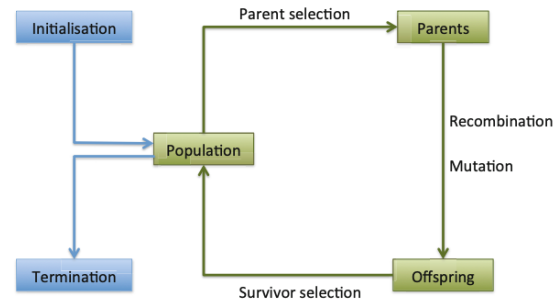 Parent selection
Initialisation
Parents
Recombination
Population
Mutation
Termination
Offspring
Survivor selection